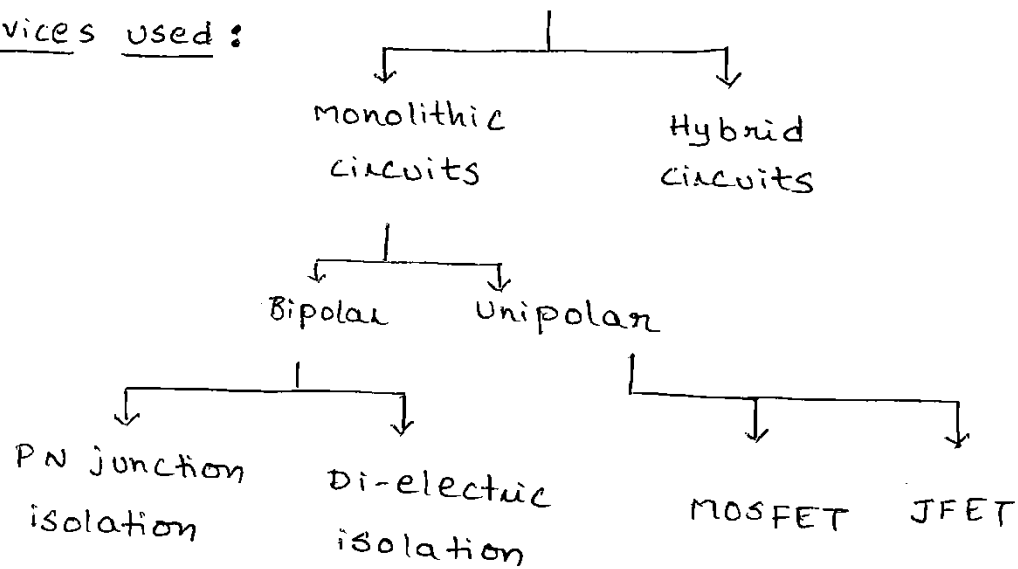 vices used :
Monolithic Hybrid
circuits circuits
Bipolar Unipolar
PN junction Di-electric MOSFET JFET
isolation isolation